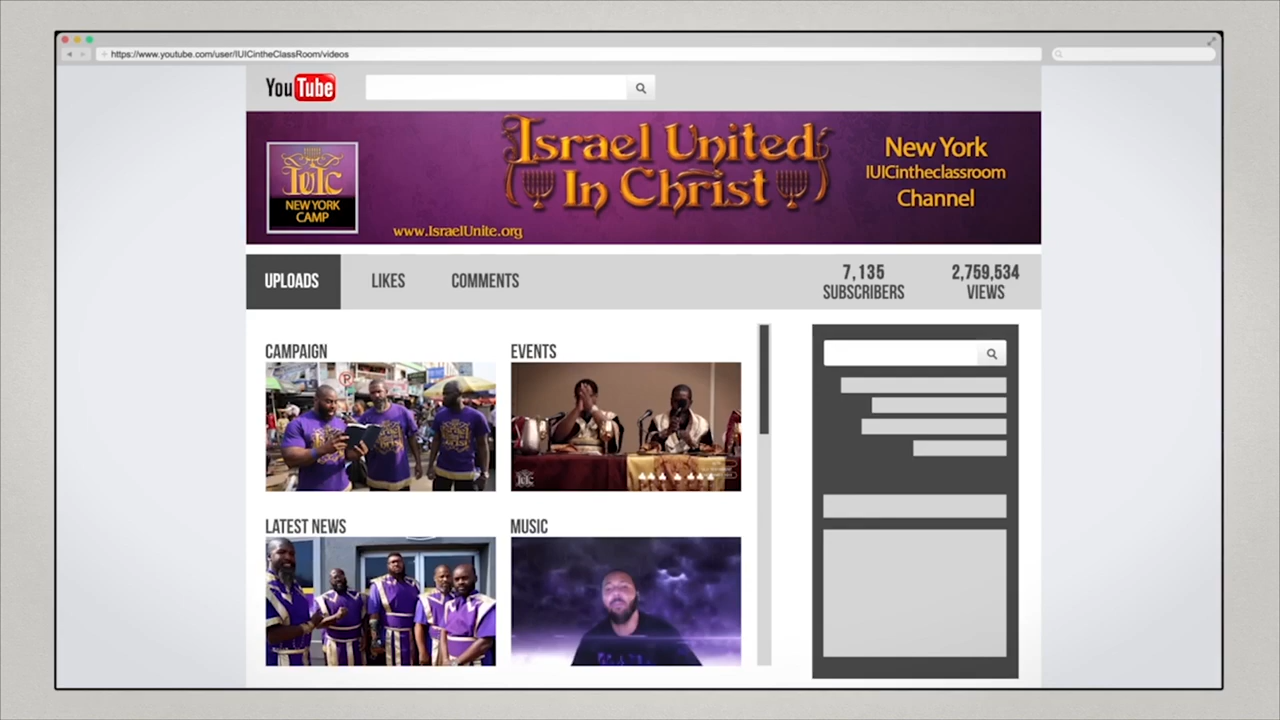 https://www.youtube.com/user/IUICintheClassRoom/videos
YouTube
Israel United
In Christ
New York
IUICintheclassroom
Channel
IUIC
NEW YORK
CAMP
www.IsraelUnite.org
UPLOADS
LIKES
COMMENTS
7,135
SUBSCRIBERS
2,759,534
VIEWS
CAMPAIGN
EVENTS
LATEST NEWS
MUSIC